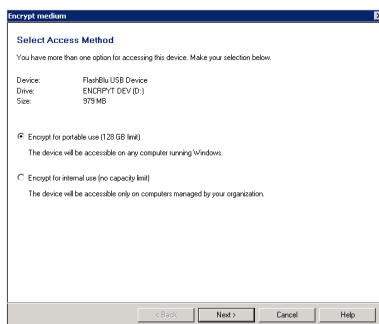 Encrypt medium
Select Access Method
You have more than one option for accessing this device. Make your selection below.
Device: FlashBlu USB Device
Drive: ENCRPYT DEV (D:)
Size: 979 MB
Encrypt for portable use (128 GB limit)
The device will be accessible on any computer running Windows.
Encrypt for internal use (no capacity limit)
The device will be accessible only on computers managed by your organization.
< Back Next > Cancel Help